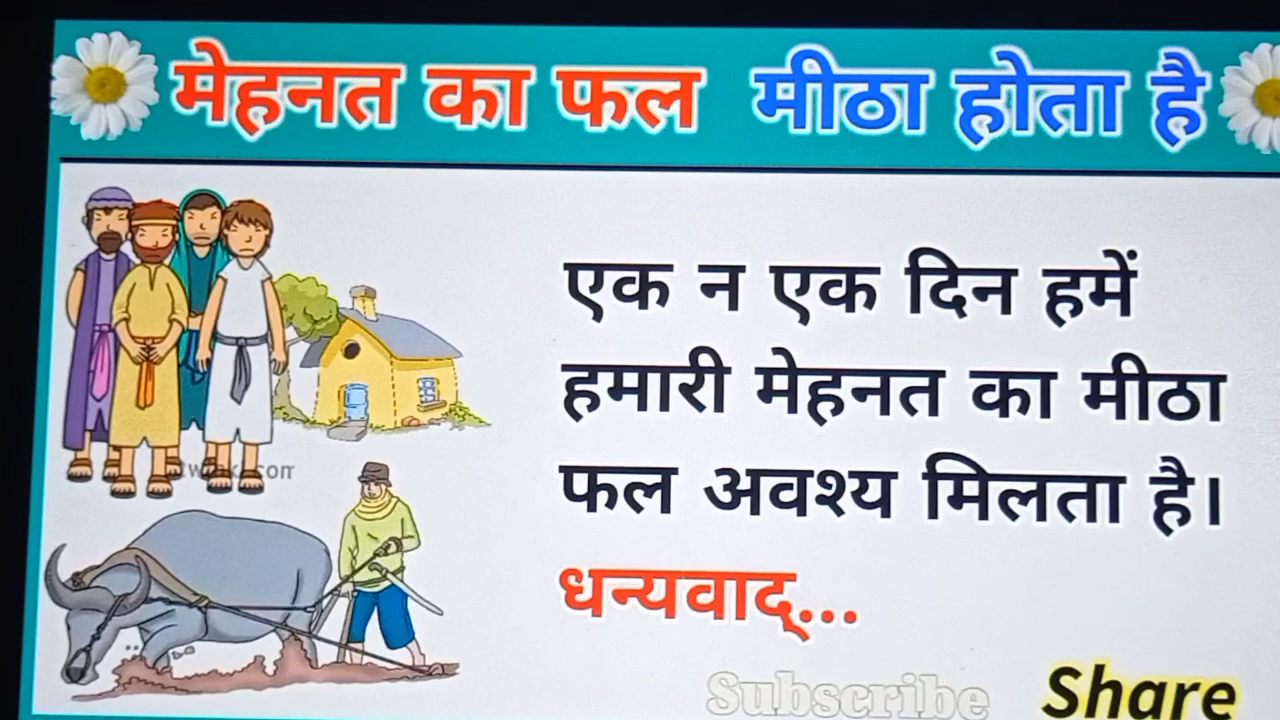 मेहनत का फल मीठा होता है
एक न एक दिन हमें
हमारी मेहनत का मीठा
फल अवश्य मिलता है।
धन्यवाद्...
Subscribe Share